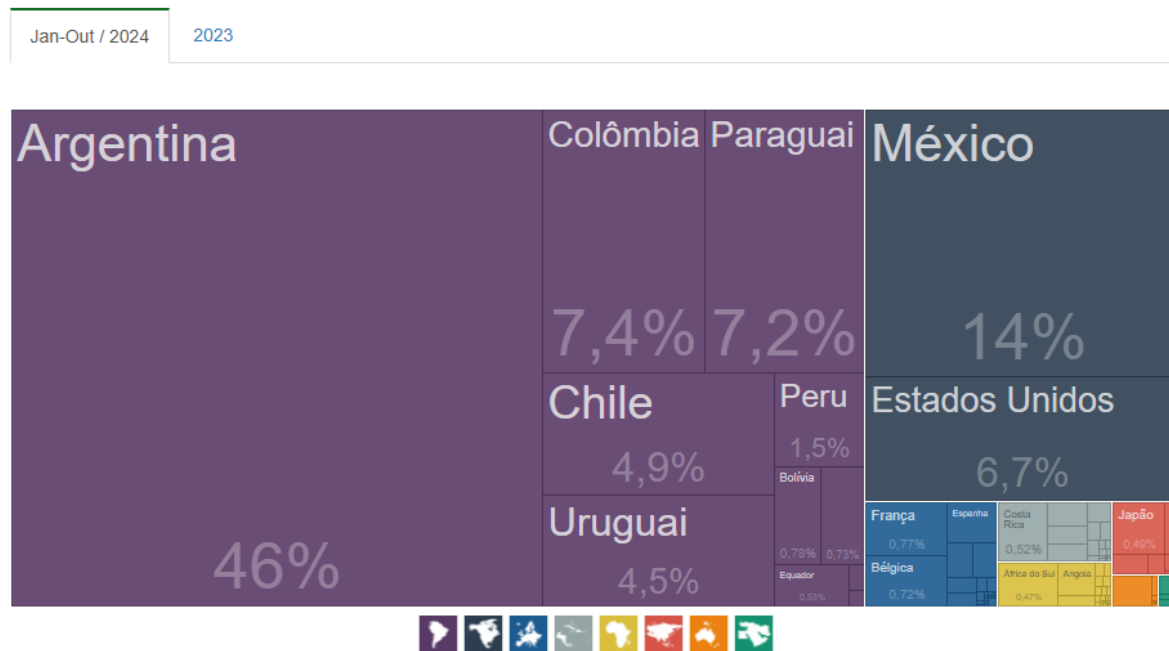 Jan-Out / 2024
2023
Argentina
46%
Colômbia
7,4%
Paraguai
7,2%
Chile
4,9%
Uruguai
4,5%
Peru
1,5%
Bolívia
0,78%
0,73%
Equador
0,53%
México
14%
Estados Unidos
6,7%
França
0,77%
Bélgica
0,72%
Espanha
Costa
Rica
0,52%
África do Sul
0,47%
Angola
Japão
0,49%